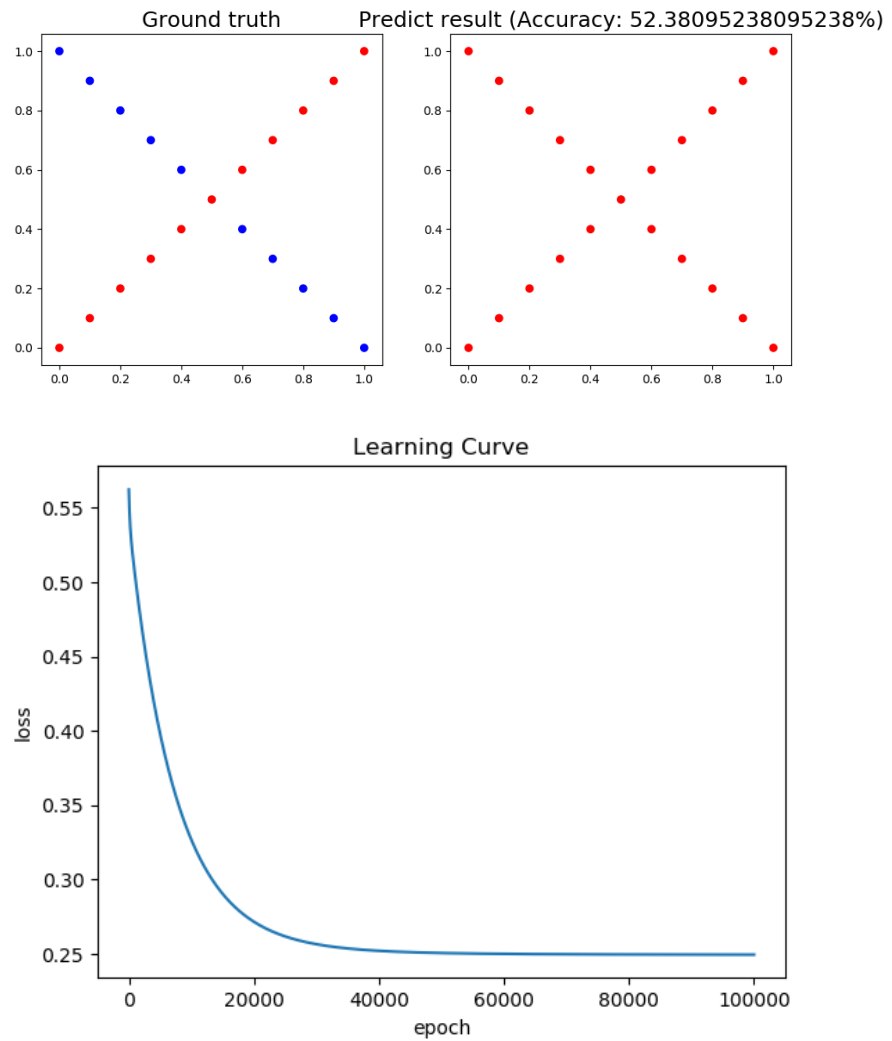 Ground truth
Predict result (Accuracy: 52.38095238095238%)
1.0
0.8
0.6
0.4
0.2
0.0
0.0 0.2 0.4 0.6 0.8 1.0
1.0
0.8
0.6
0.4
0.2
0.0
0.0 0.2 0.4 0.6 0.8 1.0
Learning Curve
loss
0.55
0.50
0.45
0.40
0.35
0.30
0.25
0 20000 40000 60000 80000 100000
epoch